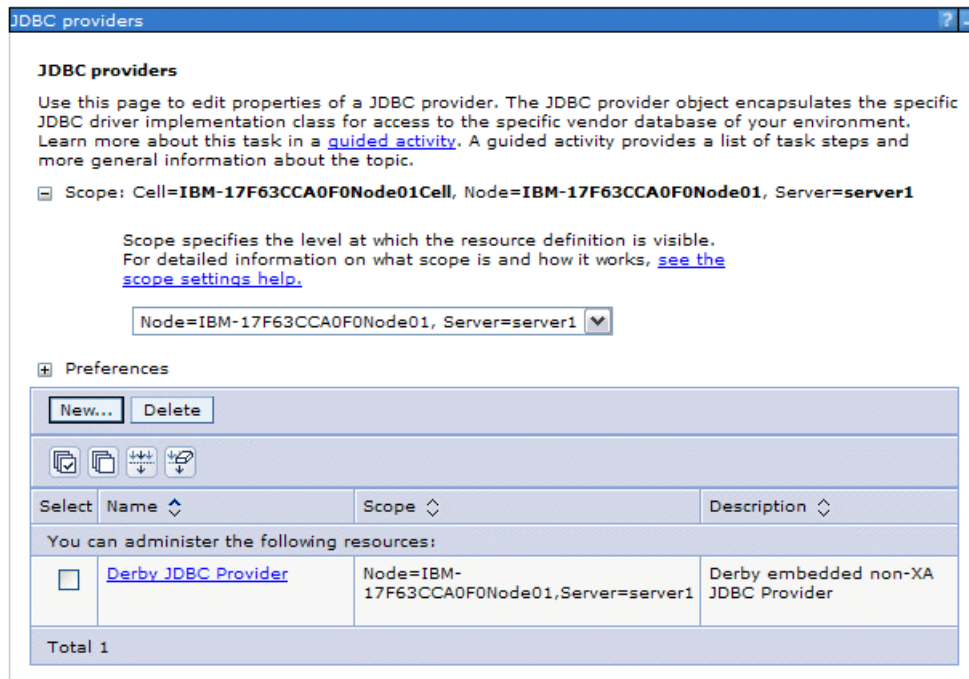 JDBC providers
?
JDBC providers
Use this page to edit properties of a JDBC provider. The JDBC provider object encapsulates the specific
JDBC driver implementation class for access to the specific vendor database of your environment.
Learn more about this task in a guided activity. A guided activity provides a list of task steps and
more general information about the topic.
Scope: Cell=IBM-17F63CCA0F0Node01Cell, Node=IBM-17F63CCA0F0Node01, Server=server1
Scope specifies the level at which the resource definition is visible.
For detailed information on what scope is and how it works, see the
scope settings help.
Node=IBM-17F63CCA0F0Node01, Server=server1
Preferences
New... Delete
Select Name Scope Description
You can administer the following resources:
Derby JDBC Provider Node=IBM- Derby embedded non-XA
17F63CCA0F0Node01,Server=server1 JDBC Provider
Total 1